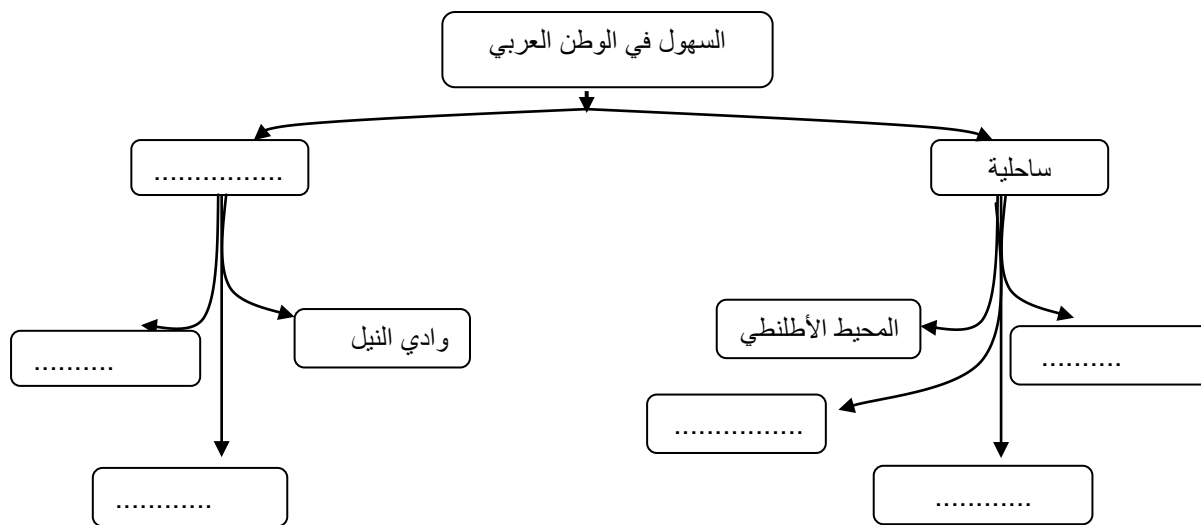 السهول في الوطن العربي
ساحلية
................
..........
المحيط الأطلنطي
وادي النيل
..........
................
............
............